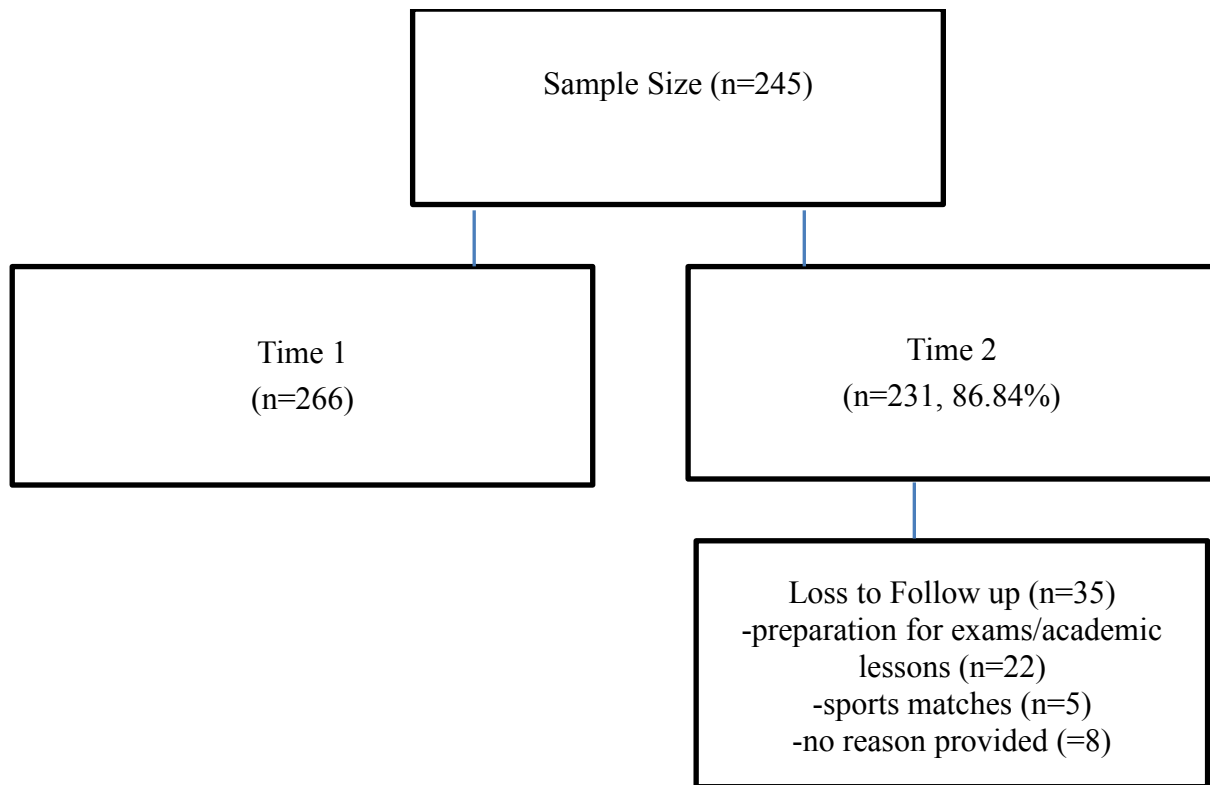 Sample Size (n=245)
Time 1
(n=266)
Time 2
(n=231, 86.84%)
Loss to Follow up (n=35)
-preparation for exams/academic
lessons (n=22)
-sports matches (n=5)
-no reason provided (=8)